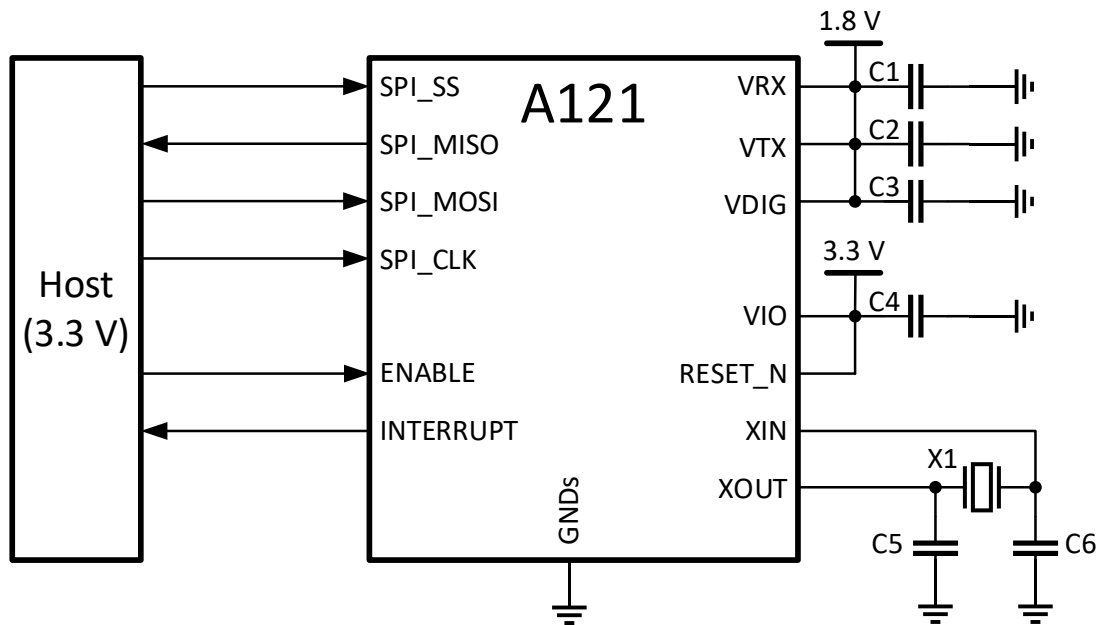 1.8 V
Host
(3.3 V)
A121
SPI_SS
SPI_MISO
SPI_MOSI
SPI_CLK
ENABLE
INTERRUPT
GNDs
VRX
VTX
VDIG
VIO
RESET_N
XIN
XOUT
C1
C2
C3
3.3 V
C4
X1
C5
C6